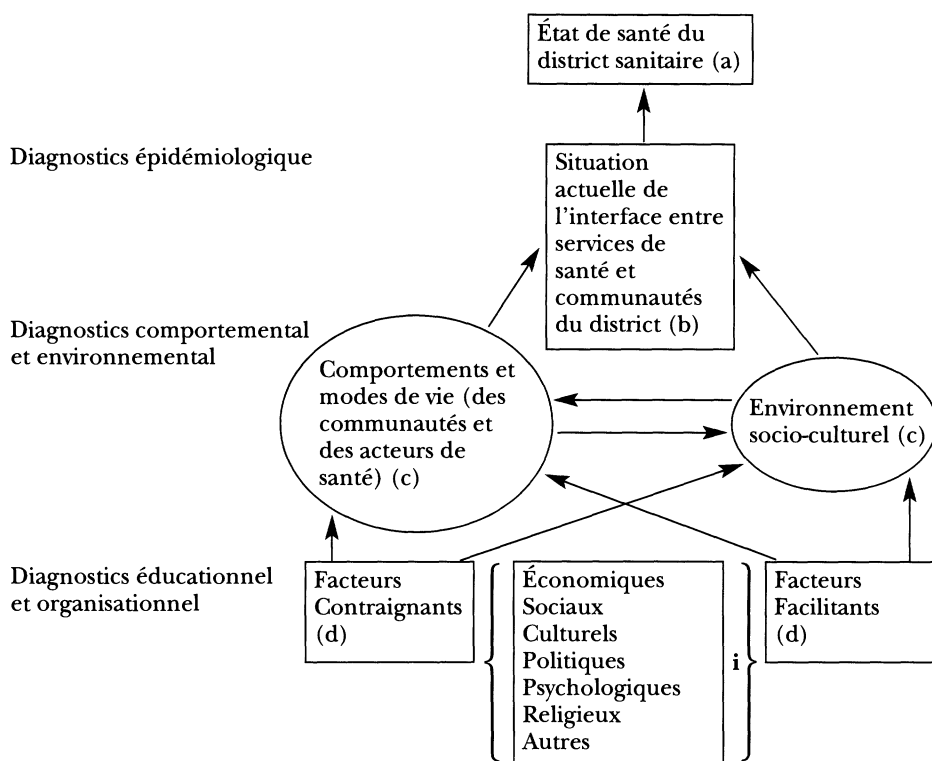 État de santé du
district sanitaire (a)
Diagnostics épidémiologique
Situation
actuelle de
l'interface entre
services de
santé et
communautés
du district (b)
Diagnostics comportemental
et environnemental
Comportements et
modes de vie (des
communautés et
des acteurs de
santé) (c)
Environnement
socio-culturel (c)
Diagnostics éducationnel
et organisationnel
Facteurs
Contraignants
(d)
Économiques
Sociaux
Culturels
Politiques
Psychologiques
Religieux
Autres
i
Facteurs
Facilitants
(d)